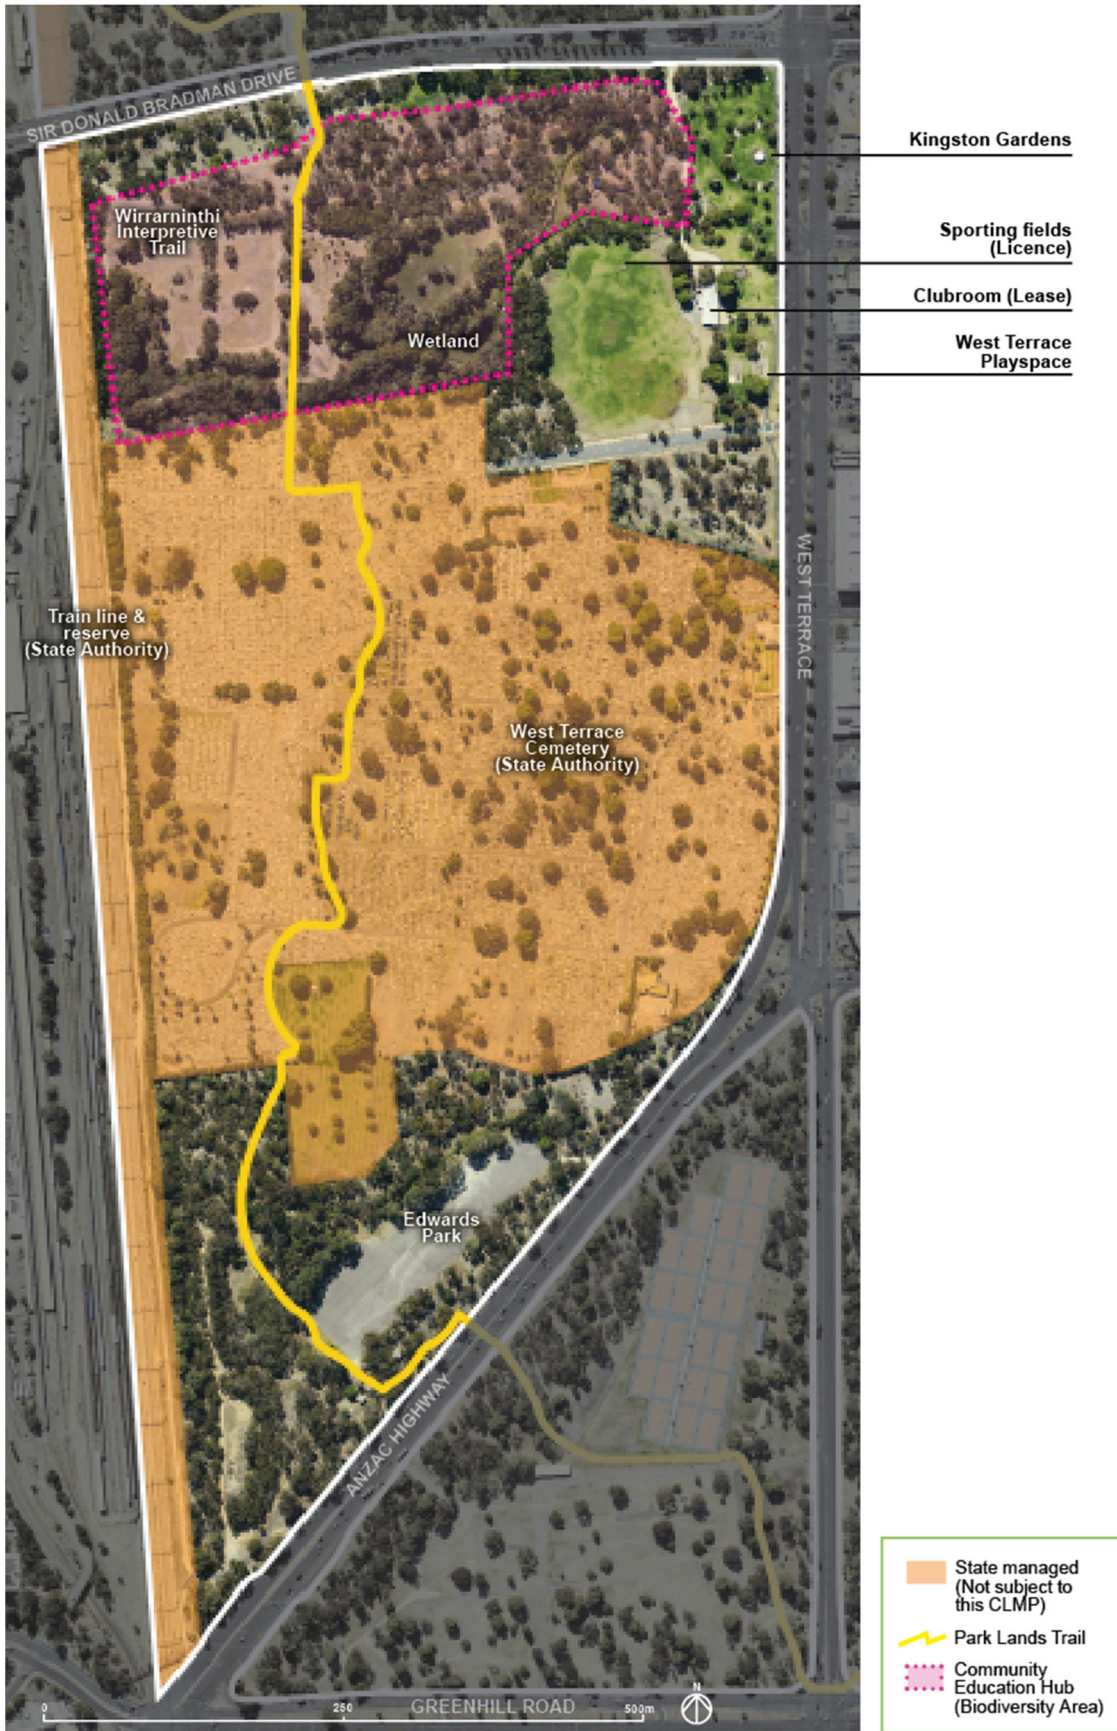 SIR DONALD BRADMAN DRIVE
Kingston Gardens
Wirrarninthi
Interpretive
Trail
Sporting fields
(Licence)
Clubroom (Lease)
Wetland
West Terrace
Playspace
WEST TERRACE
Train line &
reserve
(State Authority)
West Terrace
Cemetery
(State Authority)
Edwards
Park
ANZAC HIGHWAY
State managed
(Not subject to
this CLMP)
Park Lands Trail
Community
Education Hub
(Biodiversity Area)
GREENHILL ROAD
0
250
500m
N